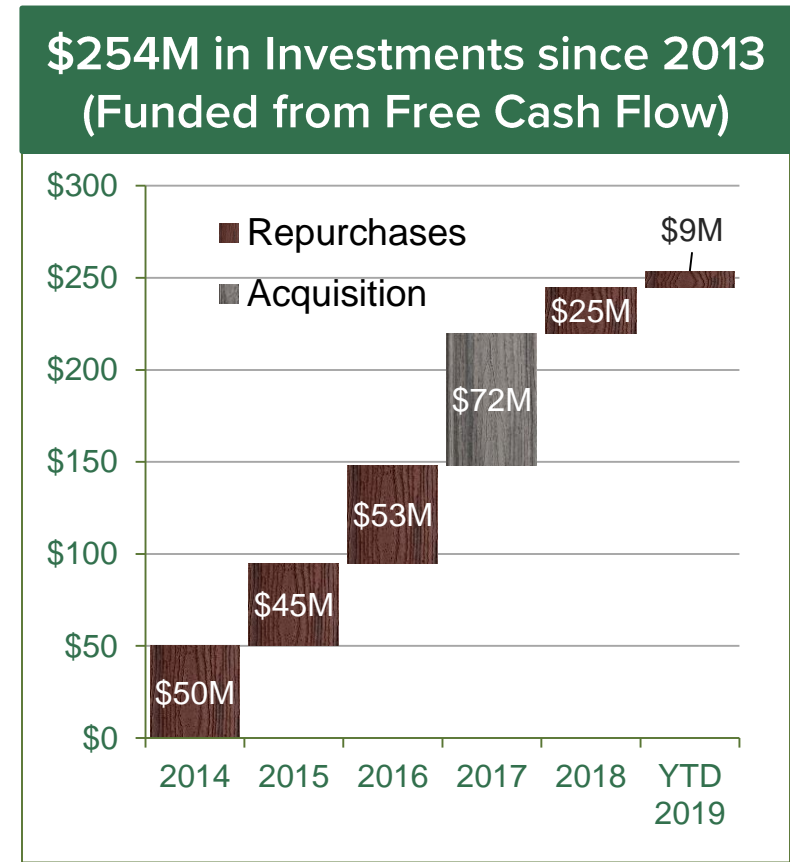 $254M in Investments since 2013
(Funded from Free Cash Flow)
$300
$250
$200
$150
$100
$50
$0
Repurchases
Acquisition
$50M
$45M
$53M
$72M
$25M
$9M
2014
2015
2016
2017
2018
YTD
2019